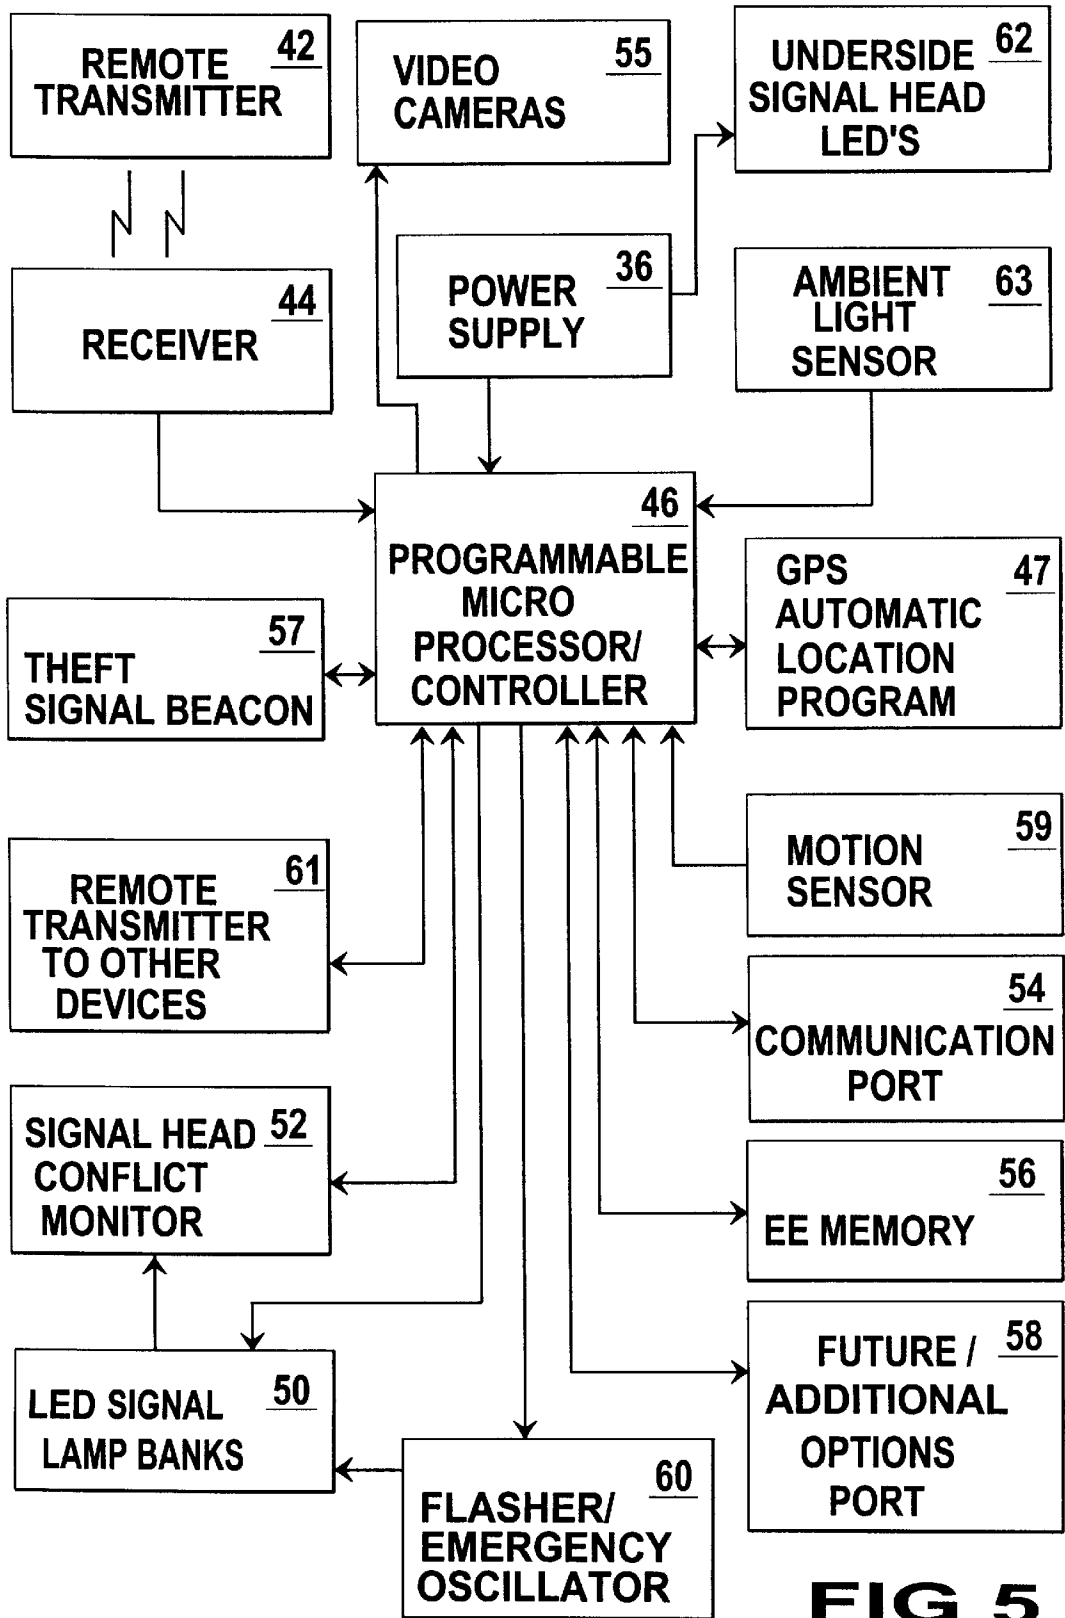 42
REMOTE
TRANSMITTER
55
VIDEO
CAMERAS
62
UNDERSIDE
SIGNAL HEAD
LED'S
44
RECEIVER
36
POWER
SUPPLY
63
AMBIENT
LIGHT
SENSOR
46
PROGRAMMABLE
MICRO
PROCESSOR/
CONTROLLER
57
THEFT
SIGNAL BEACON
47
GPS
AUTOMATIC
LOCATION
PROGRAM
61
REMOTE
TRANSMITTER
TO OTHER
DEVICES
59
MOTION
SENSOR
54
COMMUNICATION
PORT
52
SIGNAL HEAD
CONFLICT
MONITOR
56
EE MEMORY
50
LED SIGNAL
LAMP BANKS
58
FUTURE /
ADDITIONAL
OPTIONS
PORT
60
FLASHER/
EMERGENCY
OSCILLATOR
FIG 5